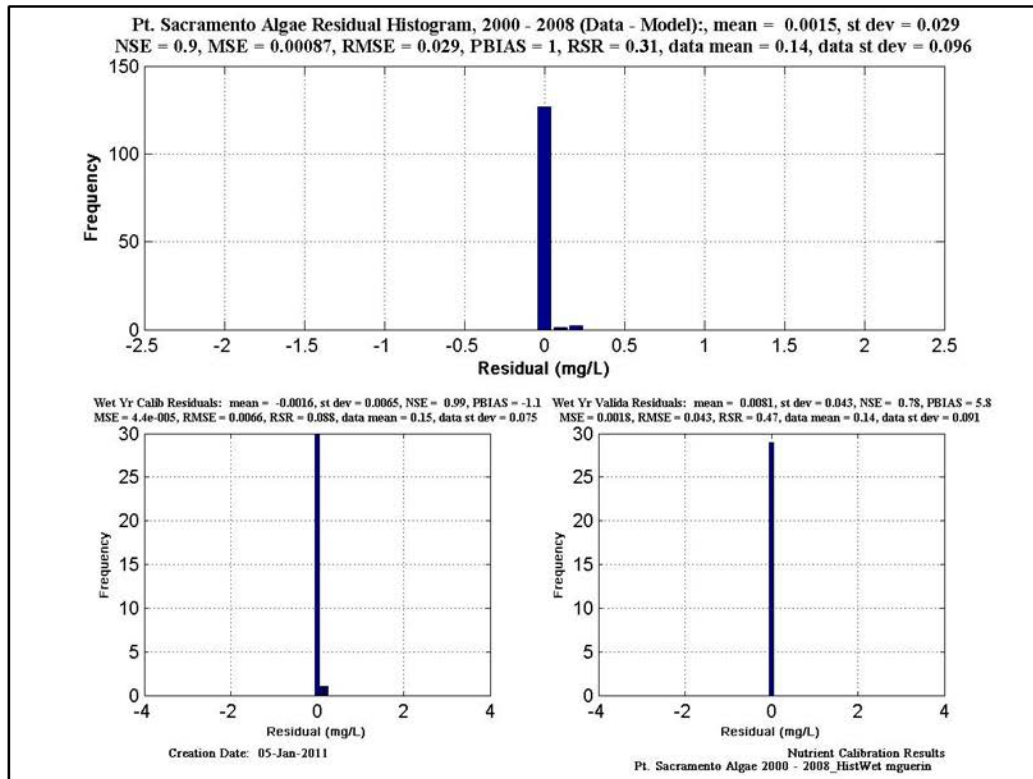 Pt. Sacramento Algae Residual Histogram, 2000 - 2008 (Data - Model):, mean = 0.0015, st dev = 0.029
NSE = 0.9, MSE = 0.00087, RMSE = 0.029, PBIAS = 1, RSR = 0.31, data mean = 0.14, data st dev = 0.096
150
100
50
0
Frequency
-2.5 -2 -1.5 -1 -0.5 0 0.5 1 1.5 2 2.5
Residual (mg/L)
Wet Yr Calib Residuals: mean = -0.0016, st dev = 0.0065, NSE = 0.99, PBIAS = -1.1
MSE = 4.4e-005, RMSE = 0.0066, RSR = 0.088, data mean = 0.15, data st dev = 0.075
30
25
20
15
10
5
0
Frequency
-4 -2 0 2 4
Residual (mg/L)
Wet Yr Valida Residuals: mean = 0.0081, st dev = 0.043, NSE = 0.78, PBIAS = 5.8
MSE = 0.0018, RMSE = 0.043, RSR = 0.47, data mean = 0.14, data st dev = 0.091
30
25
20
15
10
5
0
Frequency
-4 -2 0 2 4
Residual (mg/L)
Creation Date: 05-Jan-2011
Nutrient Calibration Results
Pt. Sacramento Algae 2000 - 2008_HistWet mguerin